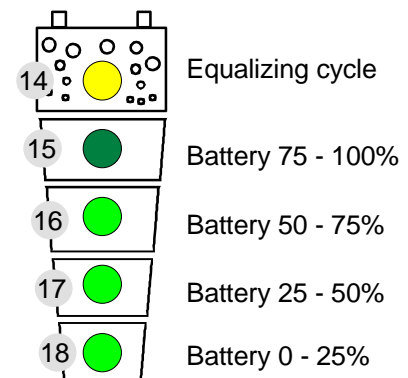 14 Equalizing cycle
15 Battery 75 - 100%
16 Battery 50 - 75%
17 Battery 25 - 50%
18 Battery 0 - 25%